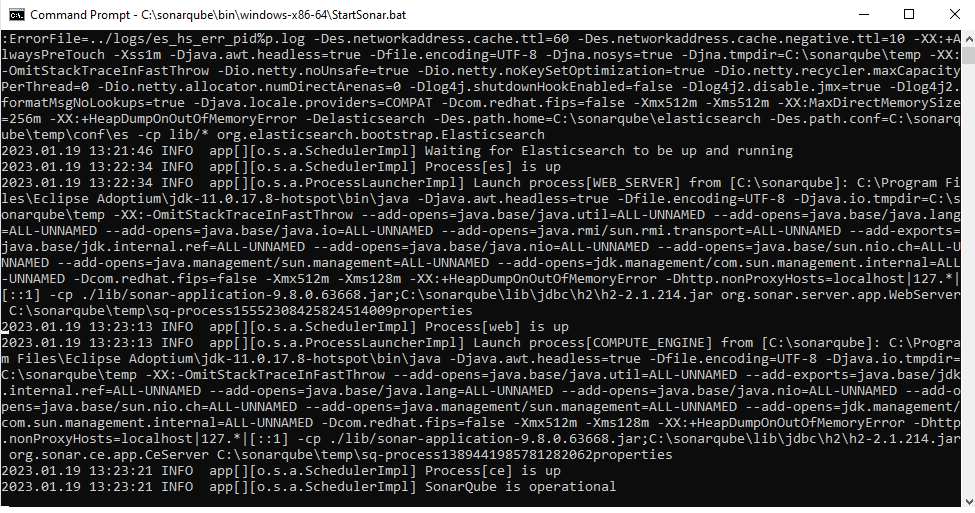 Command Prompt - C:\sonarqube\bin\windows-x86-64\StartSonar.bat
:ErrorFile=../logs/es_hs_err_pid%p.log -Des.networkaddress.cache.ttl=60 -Des.networkaddress.cache.negative.ttl=10 -XX:+A
lwaysPreTouch -Xss1m -Djava.awt.headless=true -Dfile.encoding=UTF-8 -Djna.nosys=true -Djna.tmpdir=C:\sonarqube\temp -XX:
-OmitStackTraceInFastThrow -Dio.netty.noUnsafe=true -Dio.netty.noKeySetOptimization=true -Dio.netty.recycler.maxCapacity
PerThread=0 -Dio.netty.allocator.numDirectArenas=0 -Dlog4j.shutdownHookEnabled=false -Dlog4j2.disable.jmx=true -Dlog4j2.
formatMsgNoLookups=true -Djava.locale.providers=COMPAT -Dcom.redhat.fips=false -Xmx512m -Xms512m -XX:MaxDirectMemorySize
=256m -XX:+HeapDumpOnOutOfMemoryError -Delasticsearch -Des.path.home=C:\sonarqube\elasticsearch -Des.path.conf=C:\sonarq
ube\temp\conf\es -cp lib/* org.elasticsearch.bootstrap.Elasticsearch
2023.01.19 13:21:46 INFO  app[][o.s.a.SchedulerImpl] Waiting for Elasticsearch to be up and running
2023.01.19 13:22:34 INFO  app[][o.s.a.SchedulerImpl] Process[es] is up
2023.01.19 13:22:34 INFO  app[][o.s.a.ProcessLauncherImpl] Launch process[WEB_SERVER] from [C:\sonarqube]: C:\Program Fi
les\Eclipse Adoptium\jdk-11.0.17.8-hotspot\bin\java -Djava.awt.headless=true -Dfile.encoding=UTF-8 -Djava.io.tmpdir=C:\s
onarqube\temp -XX:-OmitStackTraceInFastThrow --add-opens=java.base/java.util=ALL-UNNAMED --add-opens=java.base/java.lang
=ALL-UNNAMED --add-opens=java.base/java.io=ALL-UNNAMED --add-opens=java.rmi/sun.rmi.transport=ALL-UNNAMED --add-exports=
java.base/jdk.internal.ref=ALL-UNNAMED --add-opens=java.base/java.nio=ALL-UNNAMED --add-opens=java.base/sun.nio.ch=ALL-U
NNAMED --add-opens=java.management/sun.management=ALL-UNNAMED --add-opens=jdk.management/com.sun.management.internal=ALL
-UNNAMED -Dcom.redhat.fips=false -Xmx512m -Xms128m -XX:+HeapDumpOnOutOfMemoryError -Dhttp.nonProxyHosts=localhost|127.*|
[::1] -cp ./lib/sonar-application-9.8.0.63668.jar;C:\sonarqube\lib\jdbc\h2\h2-2.1.214.jar org.sonar.server.app.WebServer
 C:\sonarqube\temp\sq-process15552308425824514009properties
2023.01.19 13:23:13 INFO  app[][o.s.a.SchedulerImpl] Process[web] is up
2023.01.19 13:23:13 INFO  app[][o.s.a.ProcessLauncherImpl] Launch process[COMPUTE_ENGINE] from [C:\sonarqube]: C:\Progra
m Files\Eclipse Adoptium\jdk-11.0.17.8-hotspot\bin\java -Djava.awt.headless=true -Dfile.encoding=UTF-8 -Djava.io.tmpdir=
C:\sonarqube\temp -XX:-OmitStackTraceInFastThrow --add-opens=java.base/java.util=ALL-UNNAMED --add-exports=java.base/jdk
.internal.ref=ALL-UNNAMED --add-opens=java.base/java.lang=ALL-UNNAMED --add-opens=java.base/java.nio=ALL-UNNAMED --add-o
pens=java.base/sun.nio.ch=ALL-UNNAMED --add-opens=java.management/sun.management=ALL-UNNAMED --add-opens=jdk.management/
com.sun.management.internal=ALL-UNNAMED -Dcom.redhat.fips=false -Xmx512m -Xms128m -XX:+HeapDumpOnOutOfMemoryError -Dhttp
.nonProxyHosts=localhost|127.*|[::1] -cp ./lib/sonar-application-9.8.0.63668.jar;C:\sonarqube\lib\jdbc\h2\h2-2.1.214.jar
 org.sonar.ce.app.CeServer C:\sonarqube\temp\sq-process1389441985781282062properties
2023.01.19 13:23:21 INFO  app[][o.s.a.SchedulerImpl] Process[ce] is up
2023.01.19 13:23:21 INFO  app[][o.s.a.SchedulerImpl] SonarQube is operational